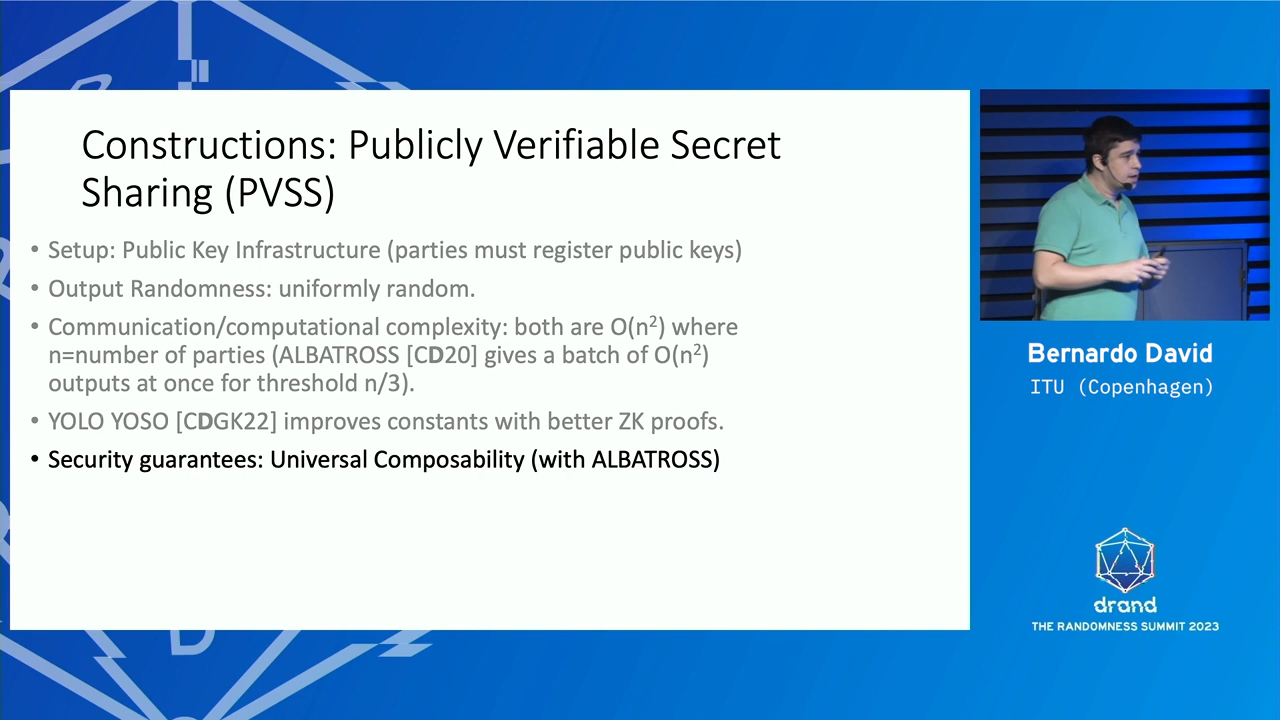 Constructions: Publicly Verifiable Secret
Sharing (PVSS)
• Setup: Public Key Infrastructure (parties must register public keys)
• Output Randomness: uniformly random.
• Communication/computational complexity: both are O(n²) where
n=number of parties (ALBATROSS [CD20] gives a batch of O(n²)
outputs at once for threshold n/3).
• YOLO YOSO [CDGK22] improves constants with better ZK proofs.
• Security guarantees: Universal Composability (with ALBATROSS)
Bernardo David
ITU (Copenhagen)
drand
THE RANDOMNESS SUMMIT 2023